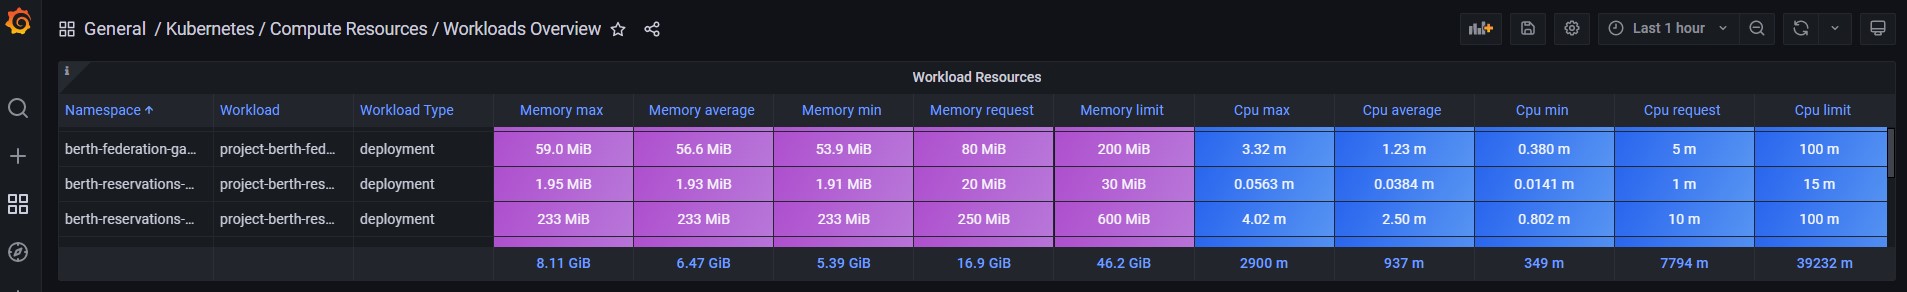 General / Kubernetes / Compute Resources / Workloads Overview
Last 1 hour
i
Workload Resources
Namespace Workload Workload Type Memory max Memory average Memory min Memory request Memory limit Cpu max Cpu average Cpu min Cpu request Cpu limit
berth-federation-ga... project-berth-fed... deployment 59.0 MiB 56.6 MiB 53.9 MiB 80 MiB 200 MiB 3.32 m 1.23 m 0.380 m 5 m 100 m
berth-reservations-... project-berth-res... deployment 1.95 MiB 1.93 MiB 1.91 MiB 20 MiB 30 MiB 0.0563 m 0.0384 m 0.0141 m 1 m 15 m
berth-reservations-... project-berth-res... deployment 233 MiB 233 MiB 233 MiB 250 MiB 600 MiB 4.02 m 2.50 m 0.802 m 10 m 100 m
8.11 GiB 6.47 GiB 5.39 GiB 16.9 GiB 46.2 GiB 2900 m 937 m 349 m 7794 m 39232 m